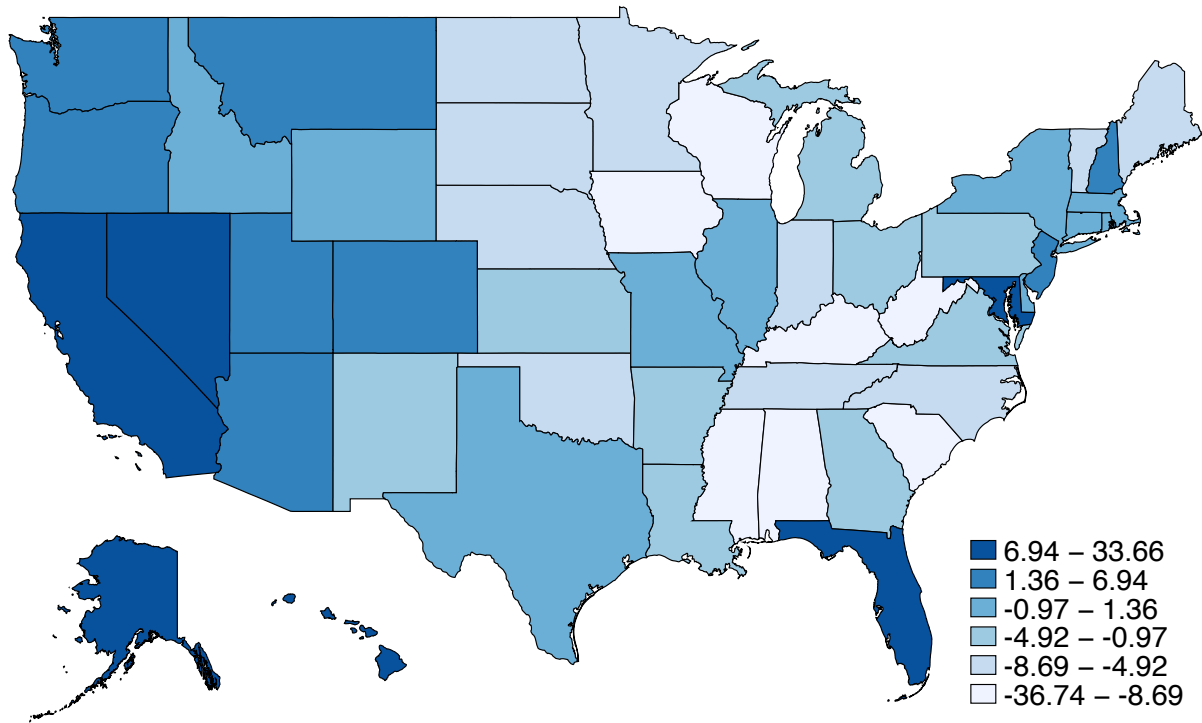 6.94 – 33.66
1.36 – 6.94
-0.97 – 1.36
-4.92 – -0.97
-8.69 – -4.92
-36.74 – -8.69